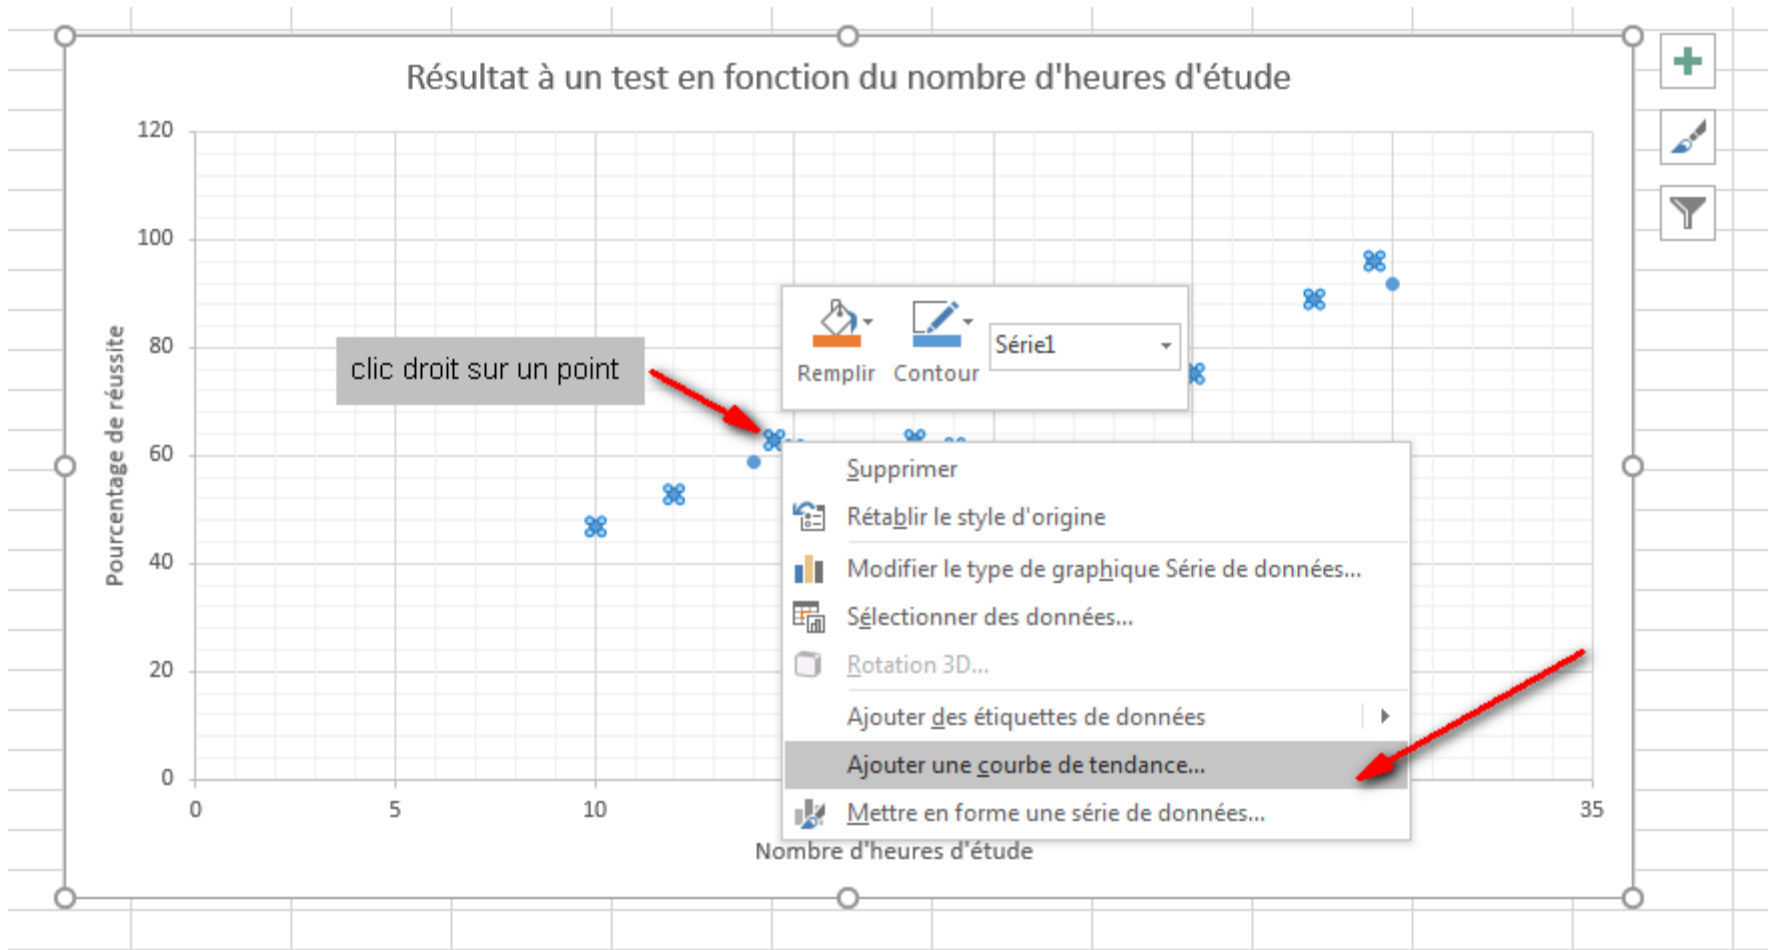 Résultat à un test en fonction du nombre d'heures d'étude
120
100
80
60
40
20
0
Pourcentage de réussite
clic droit sur un point
Remplir
Contour
Série1
Supprimer
Rétablir le style d'origine
Modifier le type de graphique Série de données...
Sélectionner des données...
Rotation 3D...
Ajouter des étiquettes de données
Ajouter une courbe de tendance...
Mettre en forme une série de données...
0 5 10 35
Nombre d'heures d'étude